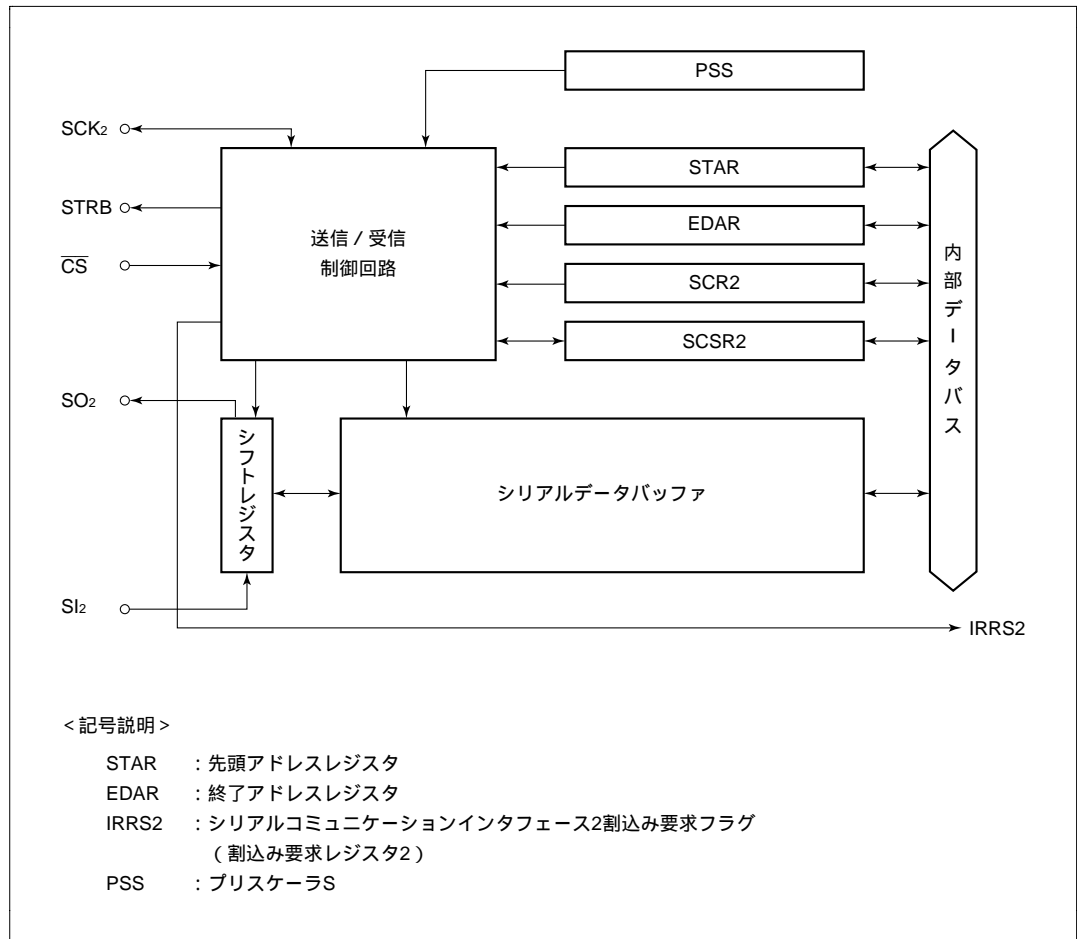 PSS
SCK2
STAR
STRB
EDAR
送信 / 受信
制御回路
CS
SCR2
SCSR2
内部データバス
SO2
シフトレジスタ
シリアルデータバッファ
SI2
IRRS2
<記号説明>
STAR :先頭アドレスレジスタ
EDAR :終了アドレスレジスタ
IRRS2 :シリアルコミュニケーションインタフェース2割込み要求フラグ
(割込み要求レジスタ2)
PSS :プリスケーラS